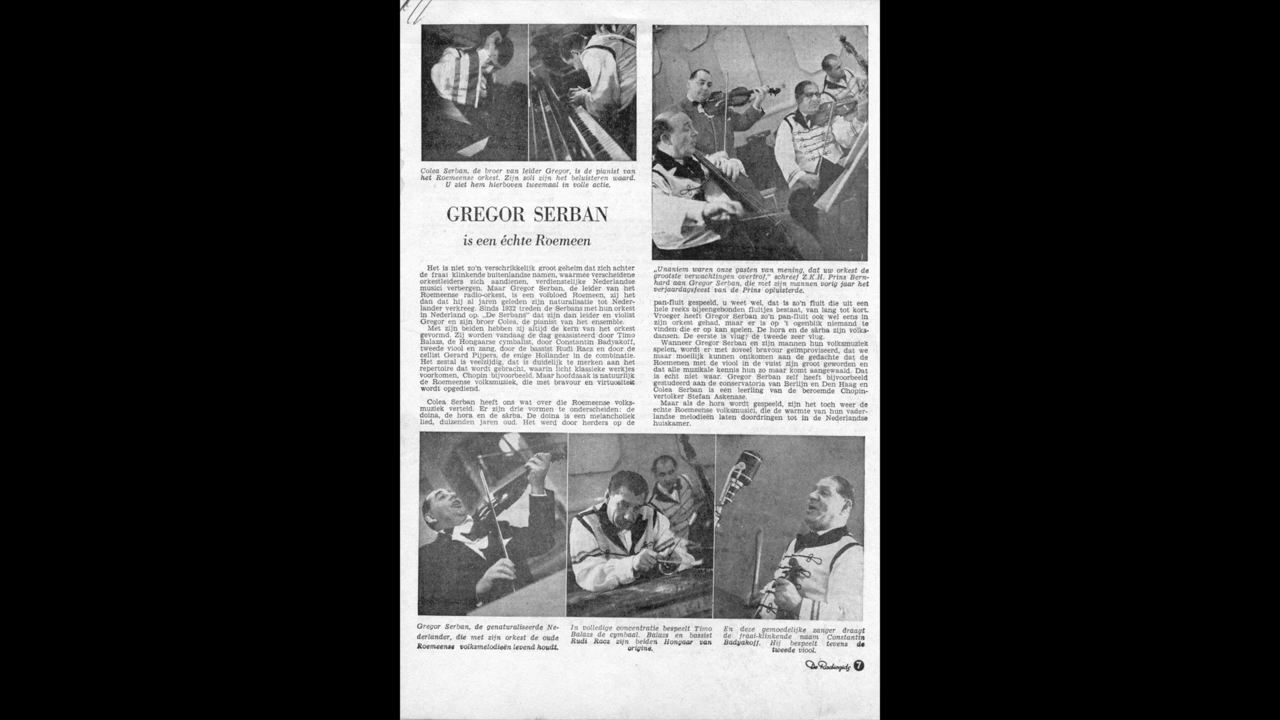 Colea Serban, de broer van leider Gregor, is de pianist van
het Roemeense orkest. Zijn soli zijn het beluisteren waard.
U ziet hem hierboven tweemaal in volle actie.
GREGOR SERBAN
is een échte Roemeen
Het is niet zo'n verschrikkelijk groot geheim dat zich achter
de fraai klinkende buitenlandse namen, waarmee verscheidene
orkestleiders zich aandienen, verdienstelijke Nederlandse
musici verbergen. Maar Gregor Serban, de leider van het
Roemeense radio-orkest, is een volbloed Roemeen, zij het
dan dat hij al jaren geleden zijn naturalisatie tot Neder-
lander verkreeg. Sinds 1932 treden de Serbans met hun orkest
in Nederland op. „De Serbans" dat zijn dan leider en violist
Gregor en zijn broer Colea, de pianist van het ensemble.
Met zijn beiden hebben zij altijd de kern van het orkest
gevormd. Zij worden vandaag de dag geassisteerd door Timo
Balazs, de Hongaarse cymbalist, door Constantin Badyakoff,
tweede viool en zang, door de bassist Rudi Racz en door de
cellist Gerard Pijpers, de enige Hollander in de combinatie.
Het zestal is veelzijdig, dat is duidelijk te merken aan het
repertoire dat wordt gebracht, waarin licht klassieke werkjes
voorkomen, Chopin bijvoorbeeld. Maar hoofdzaak is natuurlijk
de Roemeense volksmuziek, die met bravour en virtuositeit
wordt opgediend.
Colea Serban heeft ons wat over die Roemeense volks-
muziek verteld. Er zijn drie vormen te onderscheiden: de
doina, de hora en de sârba. De doina is een melancholiek
lied, duizenden jaren oud. Het werd door herders op de
„Unaniem waren onze gasten van mening, dat uw orkest de
grootste verwachtingen overtrof," schreef Z.K.H. Prins Bern-
hard aan Gregor Serban, die met zijn mannen vorig jaar het
verjaardagsfeest van de Prins opluisterde.
pan-fluit gespeeld, u weet wel, dat is zo'n fluit die uit een
hele reeks bijeengebonden fluitjes bestaat, van lang tot kort.
Vroeger heeft Gregor Serban zo'n pan-fluit ook wel eens in
zijn orkest gehad, maar er is op 't ogenblik niemand te
vinden die er op kan spelen. De hora en de sârba zijn volks-
dansen. De eerste is vlug, de tweede zeer vlug.
Wanneer Gregor Serban en zijn mannen hun volksmuziek
spelen, wordt er met zoveel bravour geïmproviseerd, dat we
maar moeilijk kunnen ontkomen aan de gedachte dat de
Roemenen met de viool in de vuist zijn groot geworden en
dat alle muzikale kennis hun zo maar komt aangewaaid. Dat
is echt niet waar. Gregor Serban zelf heeft bijvoorbeeld
gestudeerd aan de conservatoria van Berlijn en Den Haag en
Colea Serban is een leerling van de beroemde Chopin-
vertolker Stefan Askenase.
Maar als de hora wordt gespeeld, zijn het toch weer de
echte Roemeense volksmusici, die de warmte van hun vader-
landse melodieën laten doordringen tot in de Nederlandse
huiskamer.
Gregor Serban, de genaturaliseerde Ne-
derlander, die met zijn orkest de oude
Roemeense volksmelodieën levend houdt.
In volledige concentratie bespeelt Timo
Balazs de cymbaal. Balazs en bassist
Rudi Racz zijn beiden Hongaar van
origine.
En deze gemoedelijke zanger draagt
de fraai-klinkende naam Constantin
Badyakoff. Hij bespeelt tevens de
tweede viool.
De Radiogids 7